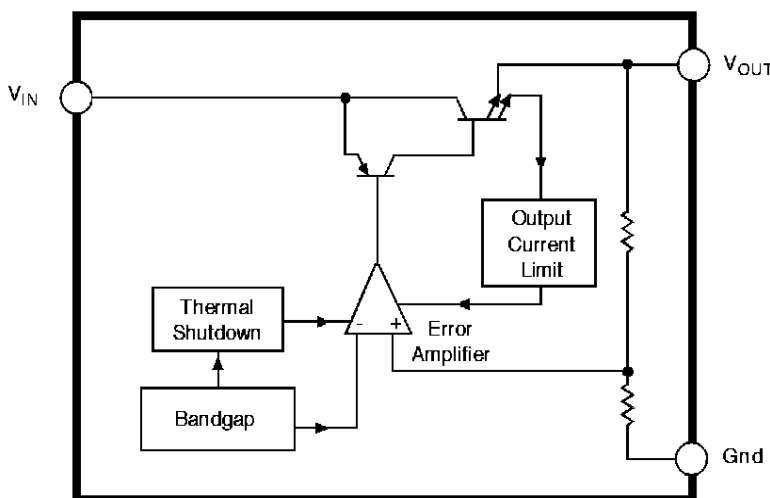 VIN
VOUT
Output
Current
Limit
Thermal
Shutdown
- +
Error
Amplifier
Bandgap
Gnd